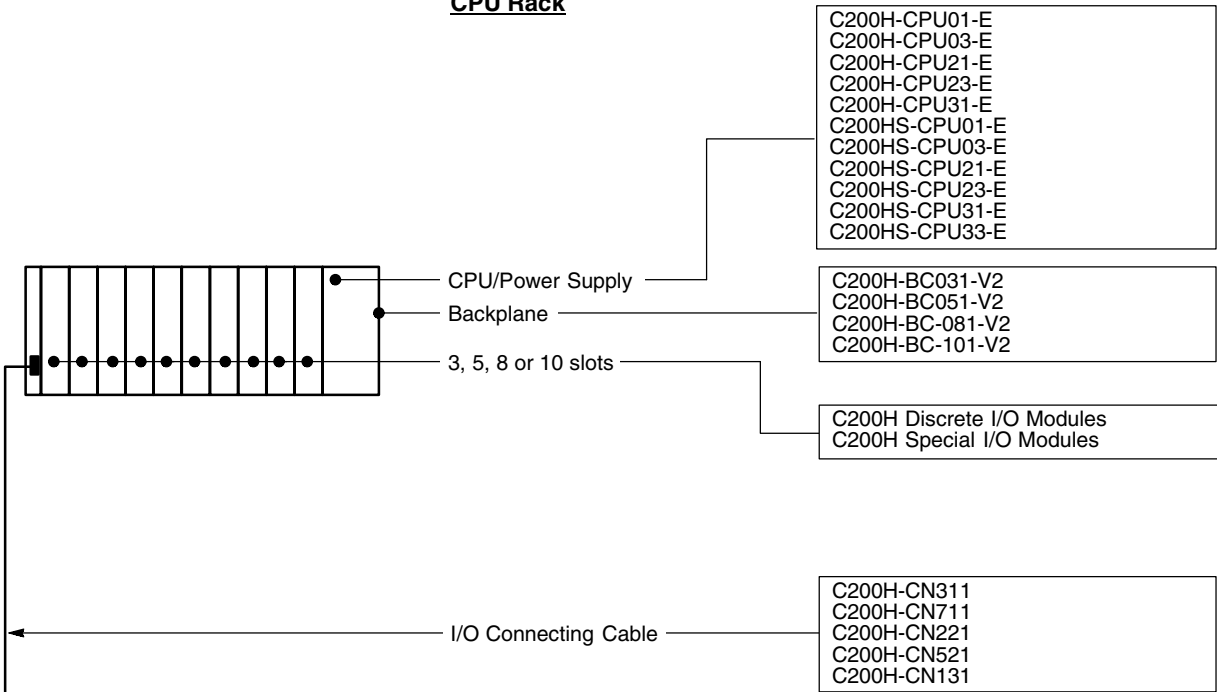 CPU Rack
C200H-CPU01-E
C200H-CPU03-E
C200H-CPU21-E
C200H-CPU23-E
C200H-CPU31-E
C200HS-CPU01-E
C200HS-CPU03-E
C200HS-CPU21-E
C200HS-CPU23-E
C200HS-CPU31-E
C200HS-CPU33-E
CPU/Power Supply
Backplane
3, 5, 8 or 10 slots
C200H-BC031-V2
C200H-BC051-V2
C200H-BC-081-V2
C200H-BC-101-V2
C200H Discrete I/O Modules
C200H Special I/O Modules
I/O Connecting Cable
C200H-CN311
C200H-CN711
C200H-CN221
C200H-CN521
C200H-CN131